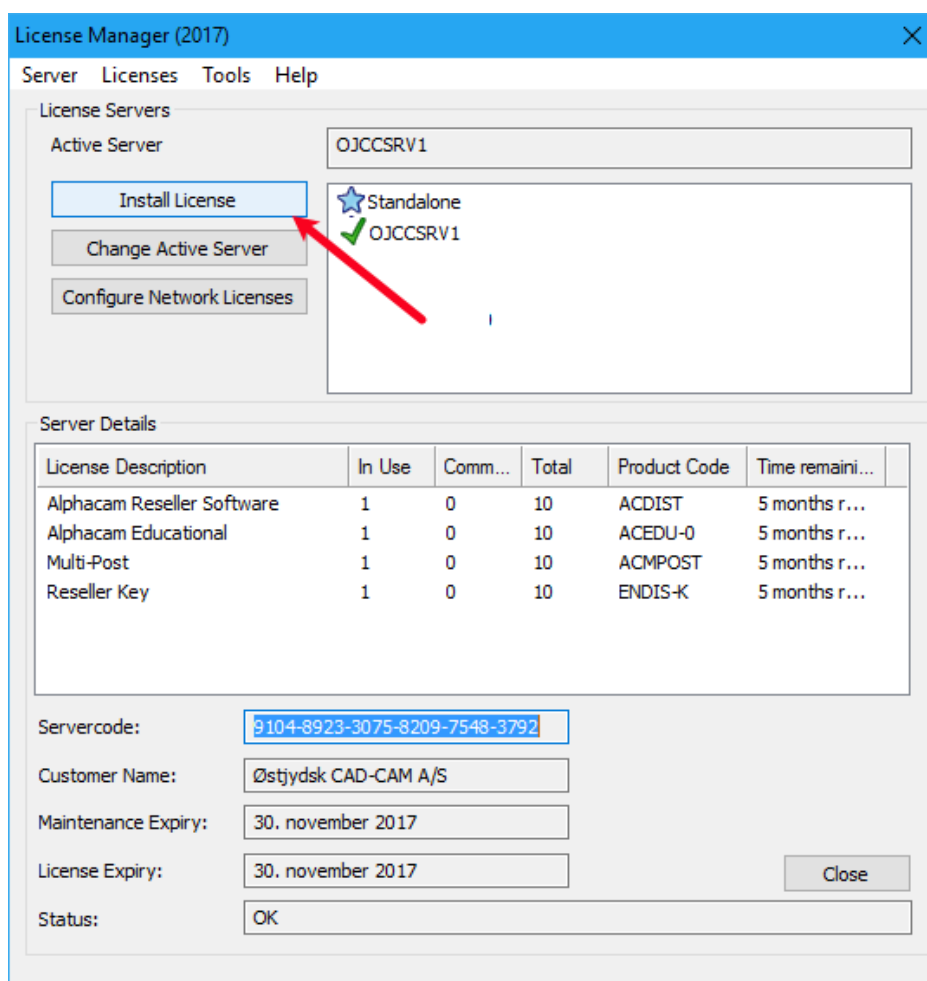 License Manager (2017)
Server Licenses Tools Help
License Servers
Active Server OJCCSRV1
Install License
Change Active Server
Configure Network Licenses
Standalone
OJCCSRV1
Server Details
License Description In Use Comm... Total Product Code Time remaini...
Alphacam Reseller Software 1 0 10 ACDIST 5 months r...
Alphacam Educational 1 0 10 ACEDU-0 5 months r...
Multi-Post 1 0 10 ACMPOST 5 months r...
Reseller Key 1 0 10 ENDIS-K 5 months r...
Servercode: 9104-8923-3075-8209-7548-3792
Customer Name: Østjydsk CAD-CAM A/S
Maintenance Expiry: 30. november 2017
License Expiry: 30. november 2017
Close
Status: OK